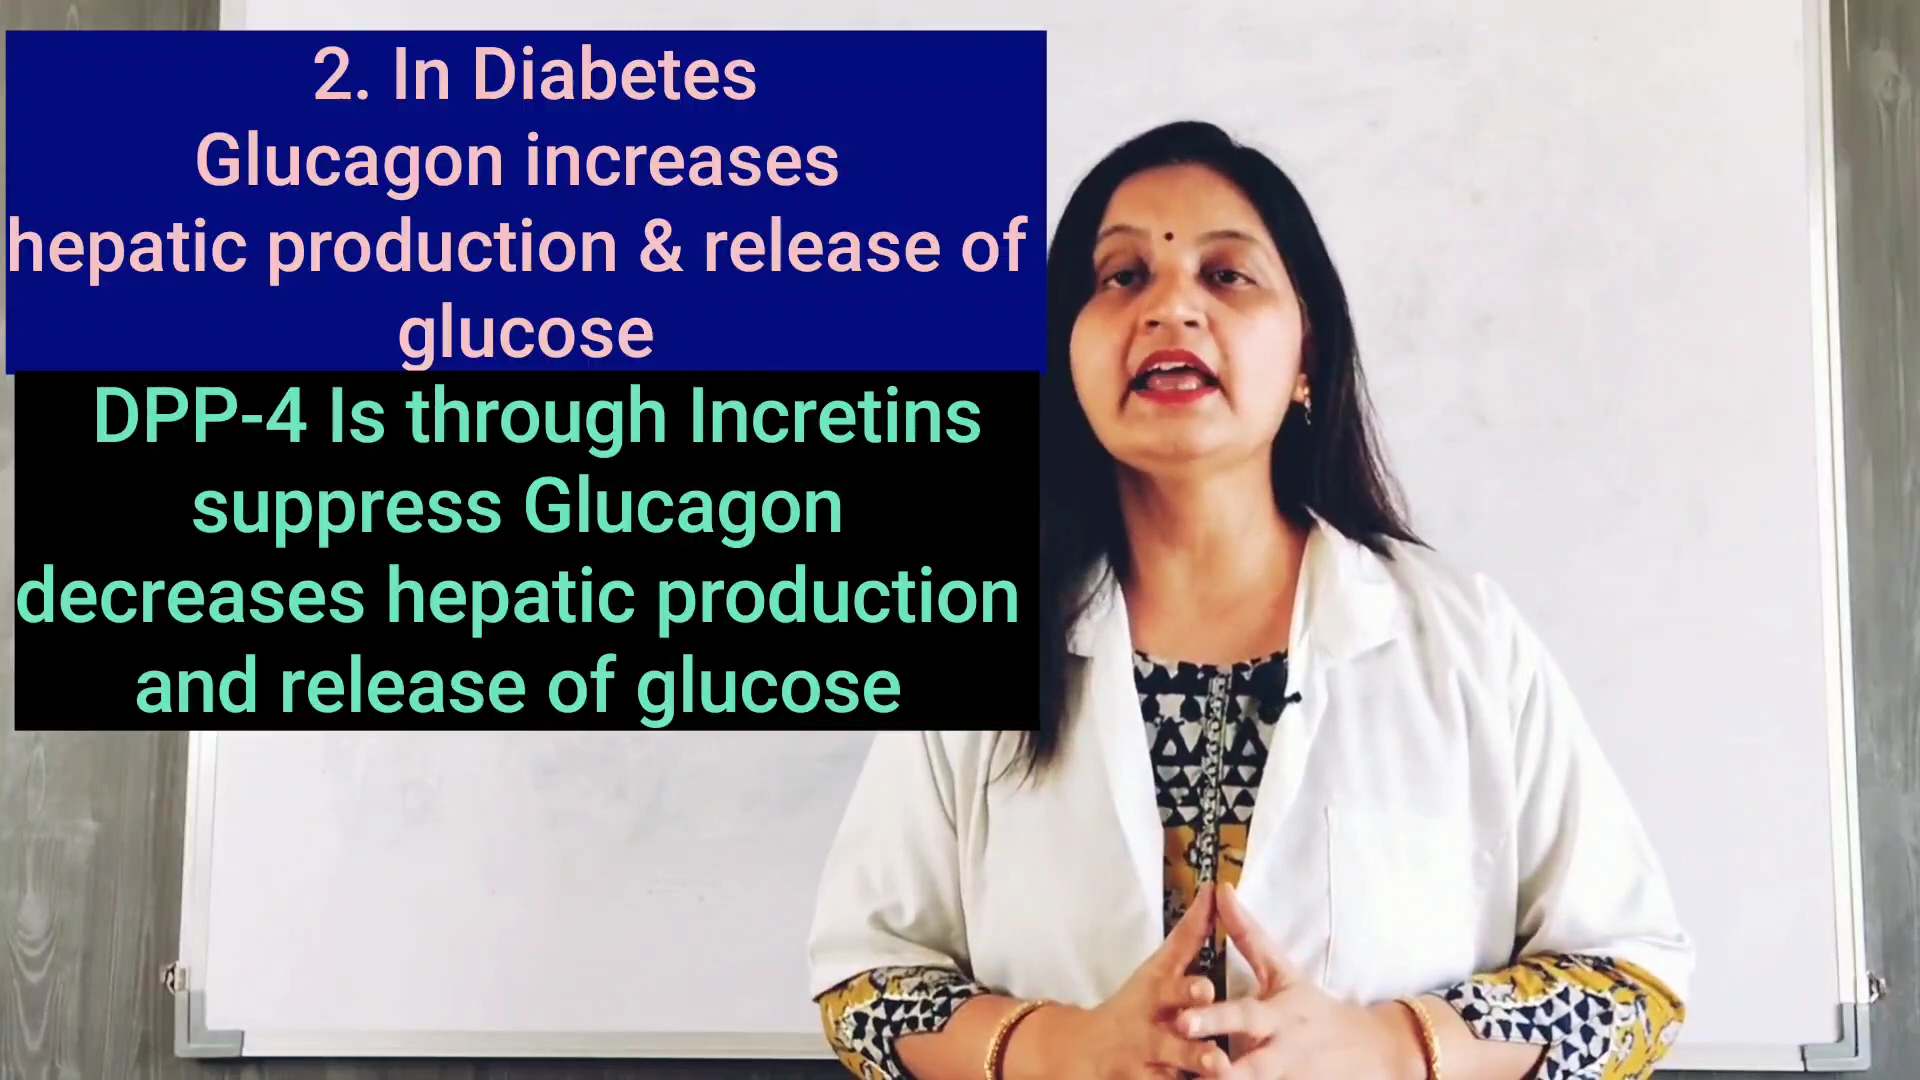 2. In Diabetes
Glucagon increases
hepatic production & release of
glucose
DPP-4 Is through Incretins
suppress Glucagon
decreases hepatic production
and release of glucose